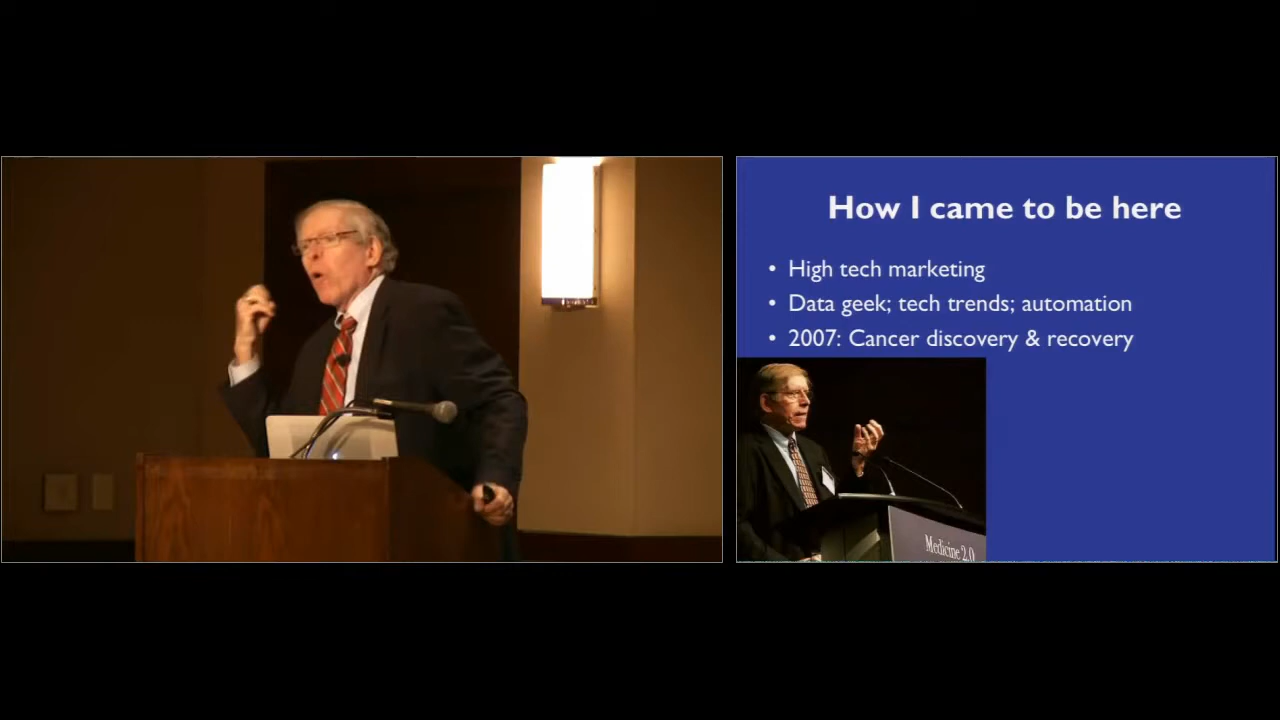 How I came to be here
• High tech marketing
• Data geek; tech trends; automation
• 2007: Cancer discovery & recovery
Medicine 2.0